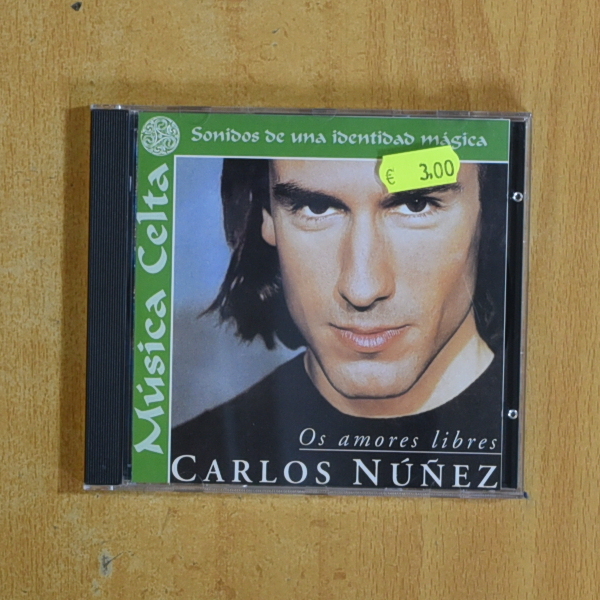 Sonidos de una identidad mágica
€ 3.00
Música Celta
Os amores libres
CARLOS NÚÑEZ